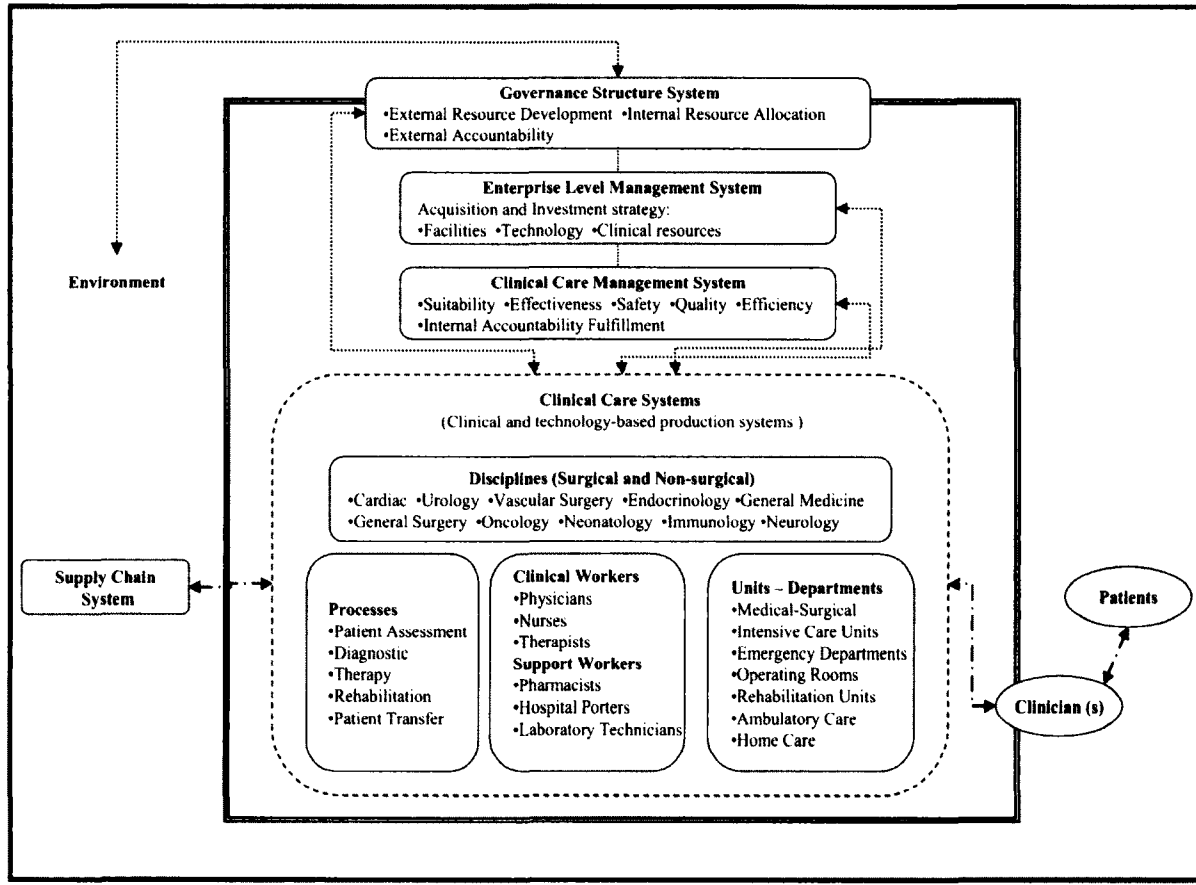 Governance Structure System
•External Resource Development •Internal Resource Allocation
•External Accountability
Enterprise Level Management System
Acquisition and Investment strategy:
•Facilities •Technology •Clinical resources
Environment
Clinical Care Management System
•Suitability •Effectiveness •Safety •Quality •Efficiency
•Internal Accountability Fulfillment
Clinical Care Systems
(Clinical and technology-based production systems )
Disciplines (Surgical and Non-surgical)
•Cardiac •Urology •Vascular Surgery •Endocrinology •General Medicine
•General Surgery •Oncology •Neonatology •Immunology •Neurology
Supply Chain
System
Processes
•Patient Assessment
•Diagnostic
•Therapy
•Rehabilitation
•Patient Transfer
Clinical Workers
•Physicians
•Nurses
•Therapists
Support Workers
•Pharmacists
•Hospital Porters
•Laboratory Technicians
Units – Departments
•Medical-Surgical
•Intensive Care Units
•Emergency Departments
•Operating Rooms
•Rehabilitation Units
•Ambulatory Care
•Home Care
Patients
Clinician (s)